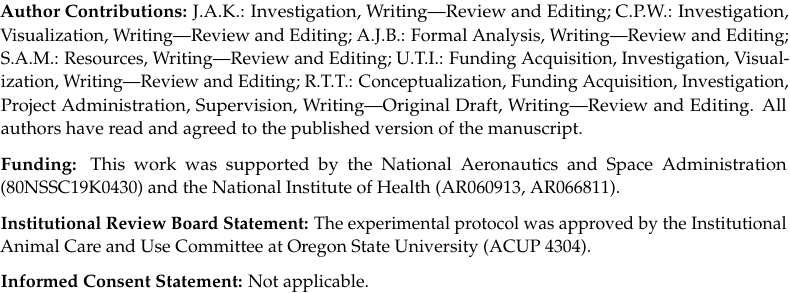 Author Contributions: J.A.K.: Investigation, Writing—Review and Editing; C.P.W.: Investigation,
Visualization, Writing—Review and Editing; A.J.B.: Formal Analysis, Writing—Review and Editing;
S.A.M.: Resources, Writing—Review and Editing; U.T.I.: Funding Acquisition, Investigation, Visual-
ization, Writing—Review and Editing; R.T.T.: Conceptualization, Funding Acquisition, Investigation,
Project Administration, Supervision, Writing—Original Draft, Writing—Review and Editing. All
authors have read and agreed to the published version of the manuscript.
Funding: This work was supported by the National Aeronautics and Space Administration
(80NSSC19K0430) and the National Institute of Health (AR060913, AR066811).
Institutional Review Board Statement: The experimental protocol was approved by the Institutional
Animal Care and Use Committee at Oregon State University (ACUP 4304).
Informed Consent Statement: Not applicable.